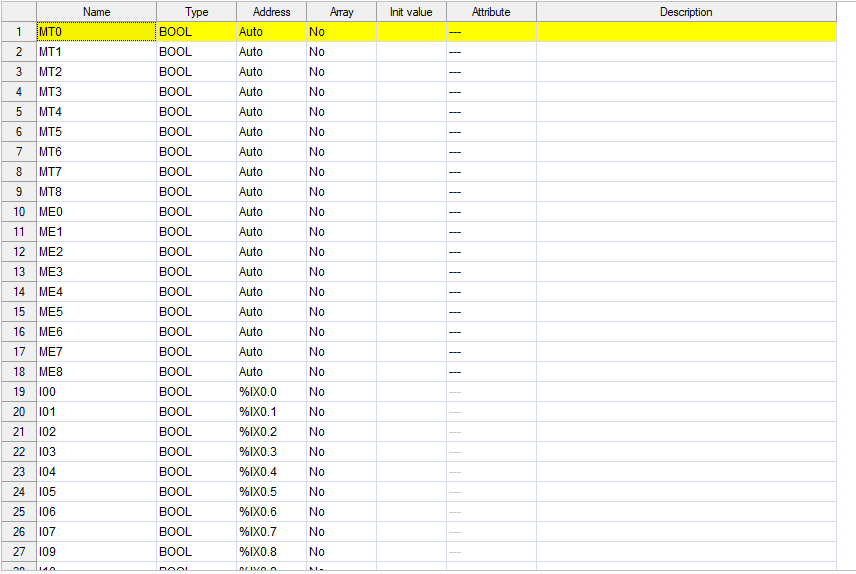 Name Type Address Array Init value Attribute Description
1 MT0 BOOL Auto No ---
2 MT1 BOOL Auto No ---
3 MT2 BOOL Auto No ---
4 MT3 BOOL Auto No ---
5 MT4 BOOL Auto No ---
6 MT5 BOOL Auto No ---
7 MT6 BOOL Auto No ---
8 MT7 BOOL Auto No ---
9 MT8 BOOL Auto No ---
10 ME0 BOOL Auto No ---
11 ME1 BOOL Auto No ---
12 ME2 BOOL Auto No ---
13 ME3 BOOL Auto No ---
14 ME4 BOOL Auto No ---
15 ME5 BOOL Auto No ---
16 ME6 BOOL Auto No ---
17 ME7 BOOL Auto No ---
18 ME8 BOOL Auto No ---
19 I00 BOOL %IX0.0 No ---
20 I01 BOOL %IX0.1 No ---
21 I02 BOOL %IX0.2 No ---
22 I03 BOOL %IX0.3 No ---
23 I04 BOOL %IX0.4 No ---
24 I05 BOOL %IX0.5 No ---
25 I06 BOOL %IX0.6 No ---
26 I07 BOOL %IX0.7 No ---
27 I09 BOOL %IX0.8 No ---